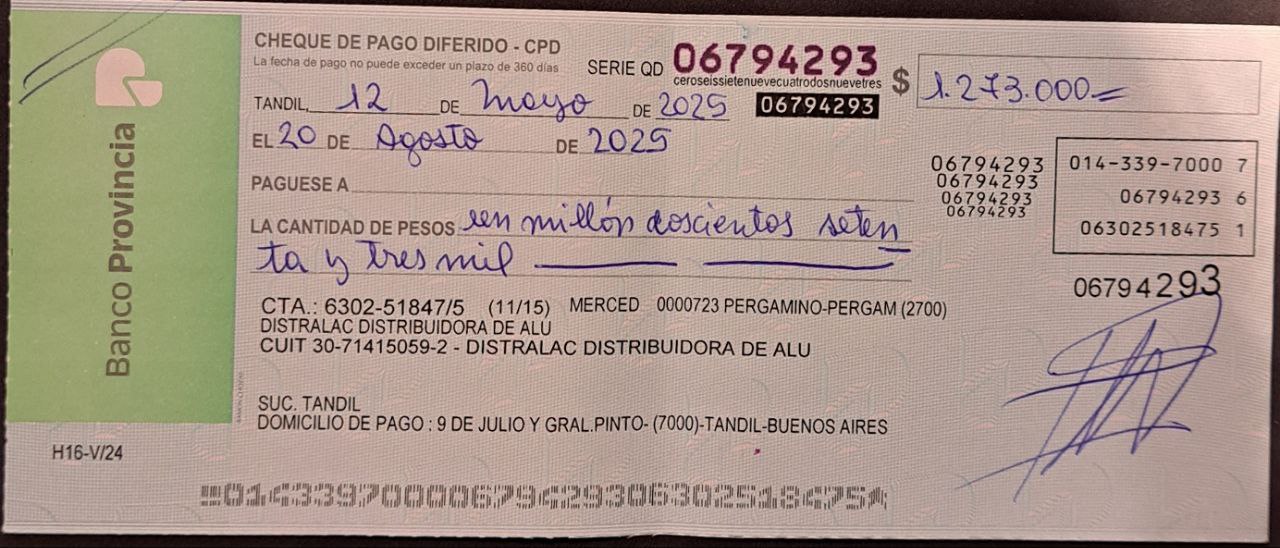 Banco Provincia
H16-V/24
CHEQUE DE PAGO DIFERIDO - CPD
La fecha de pago no puede exceder un plazo de 360 días
SERIE QD 06794293
ceroseissietenuevecuatrodosnuevetres
06794293
$ 1.273.000=
TANDIL, 12 DE Mayo DE 2025
EL 20 DE Agosto DE 2025
PAGUESE A
LA CANTIDAD DE PESOS un millón doscientos seten
ta y tres mil
06794293
06794293
06794293
06794293
014-339-7000 7
06794293 6
06302518475 1
06794293
CTA.: 6302-51847/5 (11/15) MERCED 0000723 PERGAMINO-PERGAM (2700)
DISTRALAC DISTRIBUIDORA DE ALU
CUIT 30-71415059-2 - DISTRALAC DISTRIBUIDORA DE ALU
SUC. TANDIL
DOMICILIO DE PAGO : 9 DE JULIO Y GRAL.PINTO- (7000)-TANDIL-BUENOS AIRES
01433970000679429306302518475